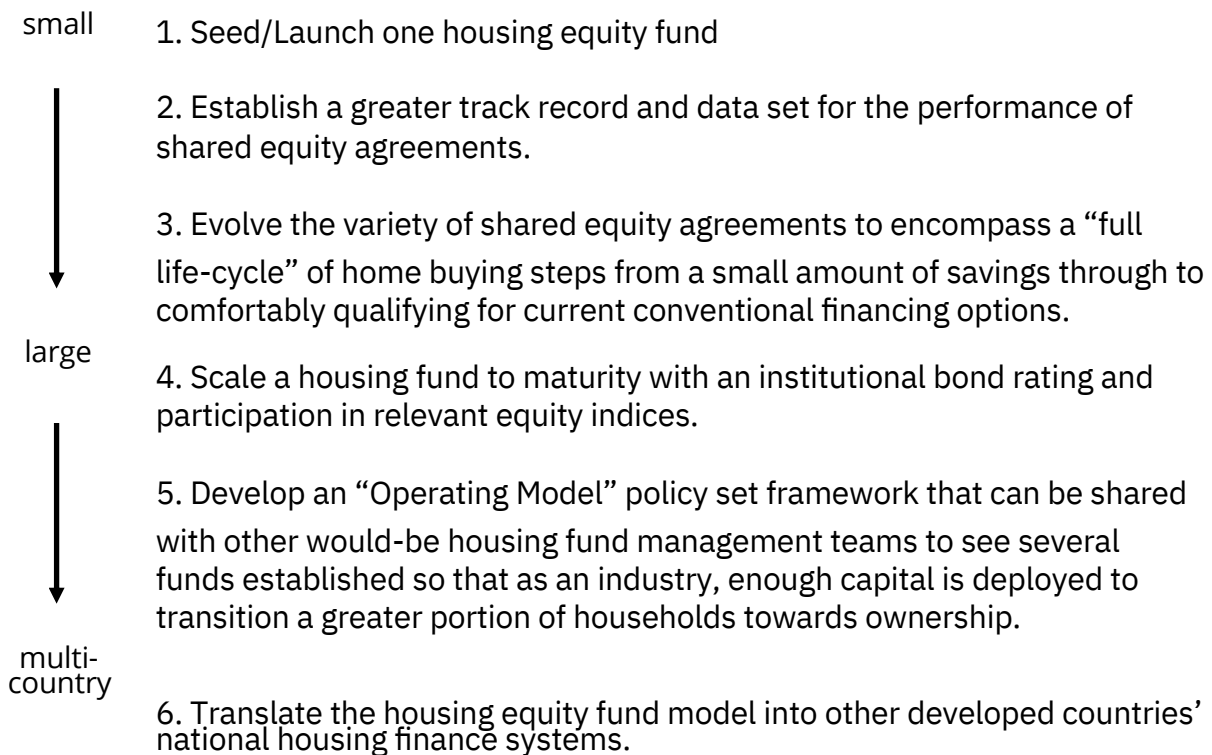 small
1. Seed/Launch one housing equity fund
2. Establish a greater track record and data set for the performance of
shared equity agreements.
3. Evolve the variety of shared equity agreements to encompass a “full
life-cycle” of home buying steps from a small amount of savings through to
comfortably qualifying for current conventional financing options.
large
4. Scale a housing fund to maturity with an institutional bond rating and
participation in relevant equity indices.
5. Develop an “Operating Model” policy set framework that can be shared
with other would-be housing fund management teams to see several
funds established so that as an industry, enough capital is deployed to
transition a greater portion of households towards ownership.
multi-
country
6. Translate the housing equity fund model into other developed countries’
national housing finance systems.